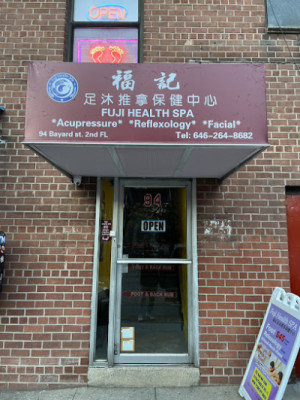 OPEN
福記
足沐推拿保健中心
FUJI HEALTH SPA
*Acupressure* *Reflexology* *Facial*
94 Bayard st. 2nd FL Tel: 646-264-8682
94
OPEN